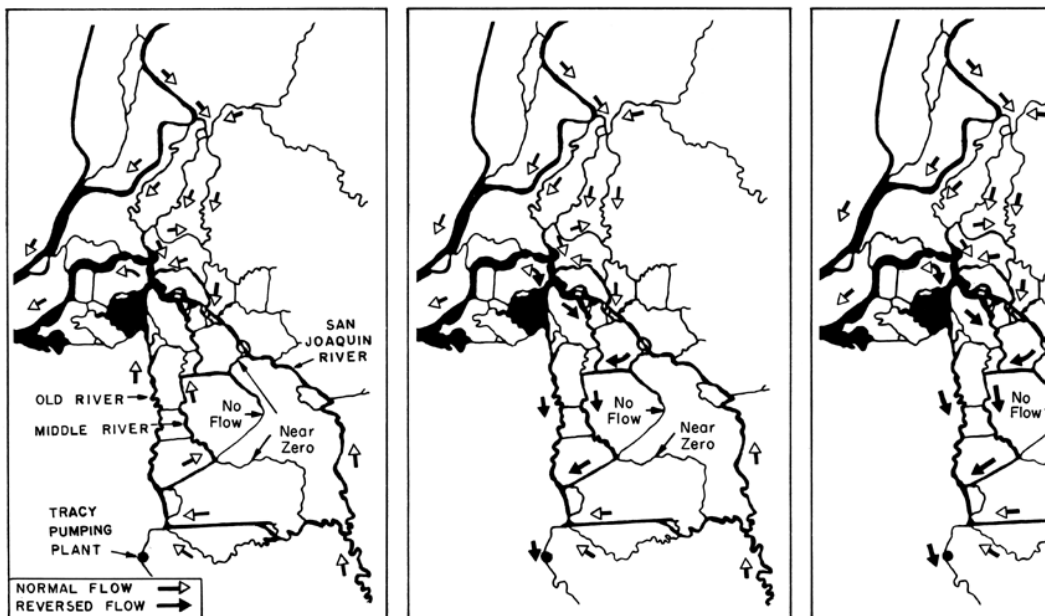 SAN
JOAQUIN
RIVER
OLD RIVER
MIDDLE RIVER
No
Flow
Near
Zero
TRACY
PUMPING
PLANT
NORMAL FLOW
REVERSED FLOW
No
Flow
Near
Zero
No
Flow